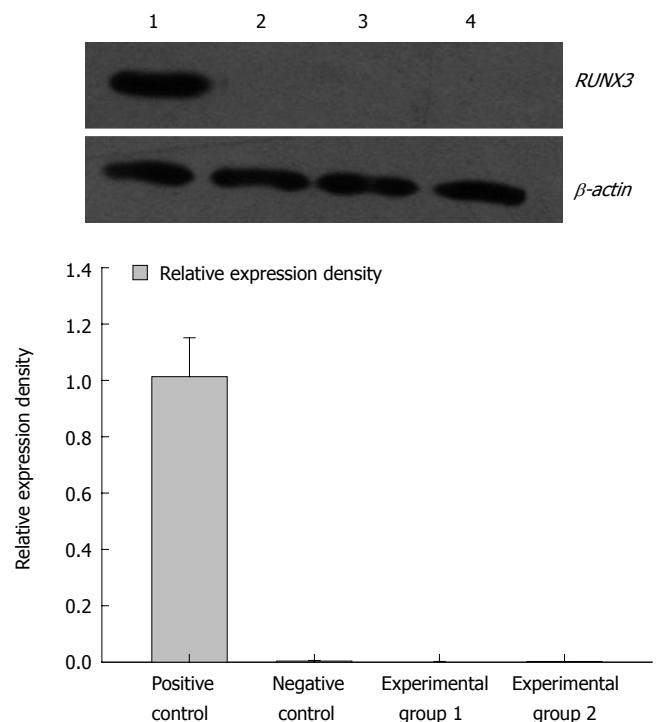 1 2 3 4
RUNX3
β-actin
Relative expression density
Relative expression density
1.4
1.2
1.0
0.8
0.6
0.4
0.2
0.0
Positive control
Negative control
Experimental group 1
Experimental group 2